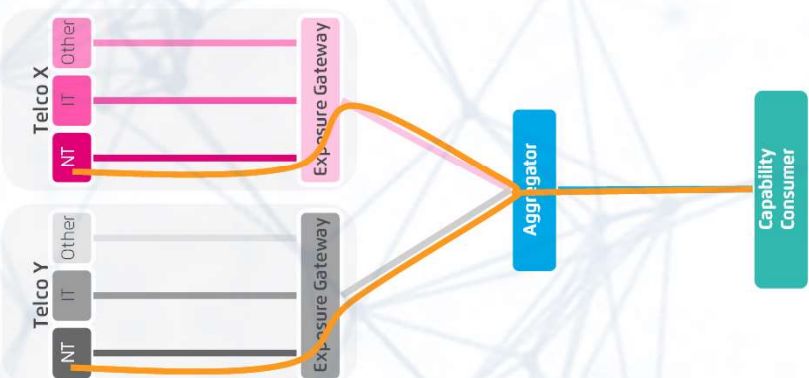 Telco X
Other
IT
NT
Exposure Gateway
Telco Y
Other
IT
NT
Exposure Gateway
Aggregator
Capability
Consumer